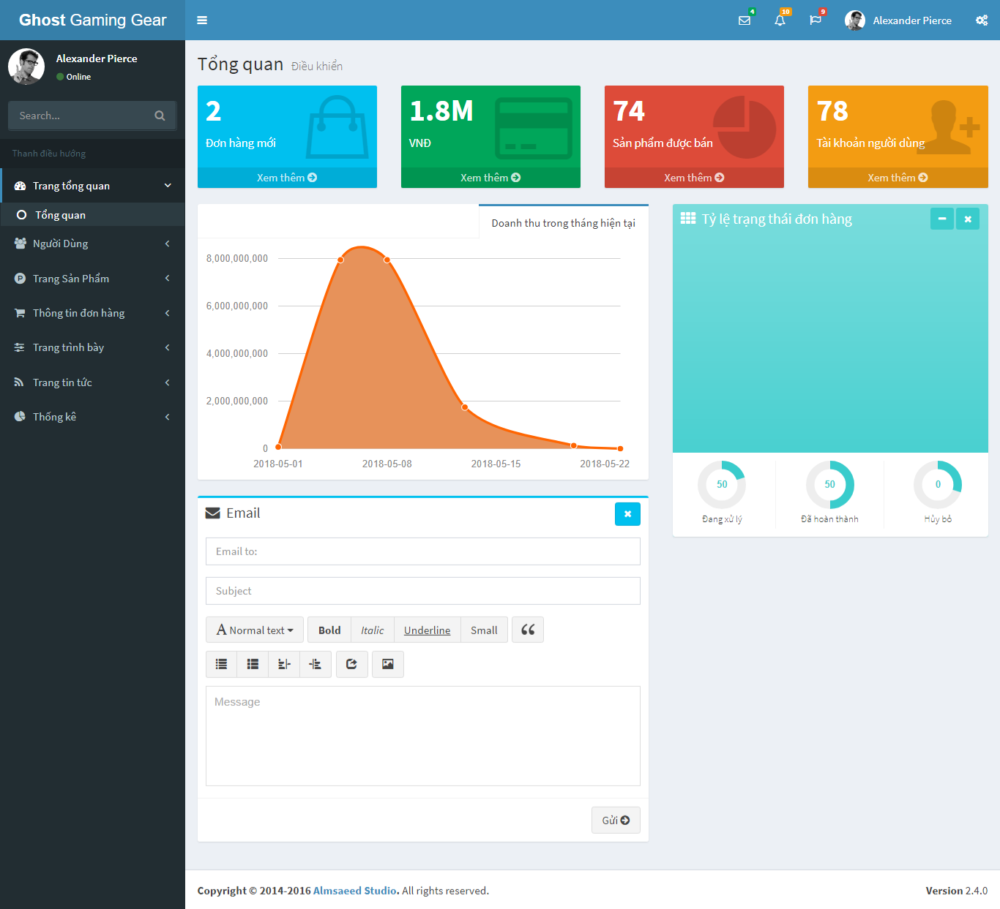 Ghost Gaming Gear
4
10
9
Alexander Pierce
Alexander Pierce
Online
Search...
Thanh điều hướng
Trang tổng quan
Tổng quan
Người Dùng
Trang Sản Phẩm
Thông tin đơn hàng
Trang trình bày
Trang tin tức
Thống kê
Tổng quan Điều khiển
2
Đơn hàng mới
Xem thêm
1.8M
VNĐ
Xem thêm
74
Sản phẩm được bán
Xem thêm
78
Tài khoản người dùng
Xem thêm
Doanh thu trong tháng hiện tại
8,000,000,000
6,000,000,000
4,000,000,000
2,000,000,000
0
2018-05-01 2018-05-08 2018-05-15 2018-05-22
Tỷ lệ trạng thái đơn hàng
50
Đang xử lý
50
Đã hoàn thành
0
Hủy bỏ
Email
Email to:
Subject
A Normal text
Bold Italic Underline Small
Message
Gửi
Copyright © 2014-2016 Almsaeed Studio. All rights reserved.
Version 2.4.0